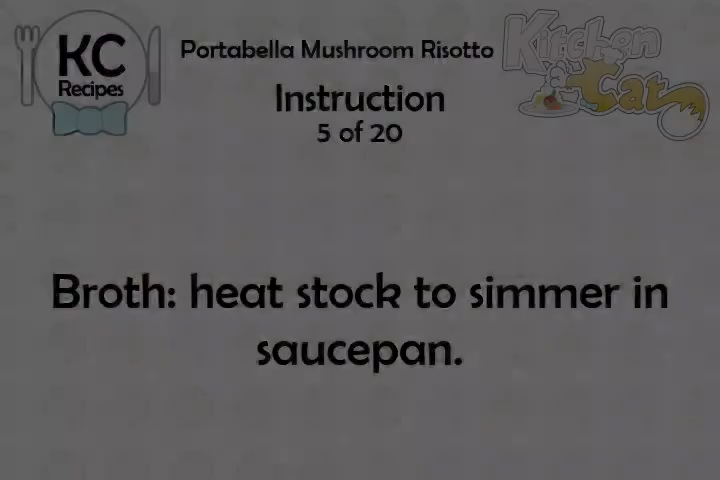 KC
Recipes
Portabella Mushroom Risotto
Kitchen
Cat
Instruction
5 of 20
Broth: heat stock to simmer in
saucepan.